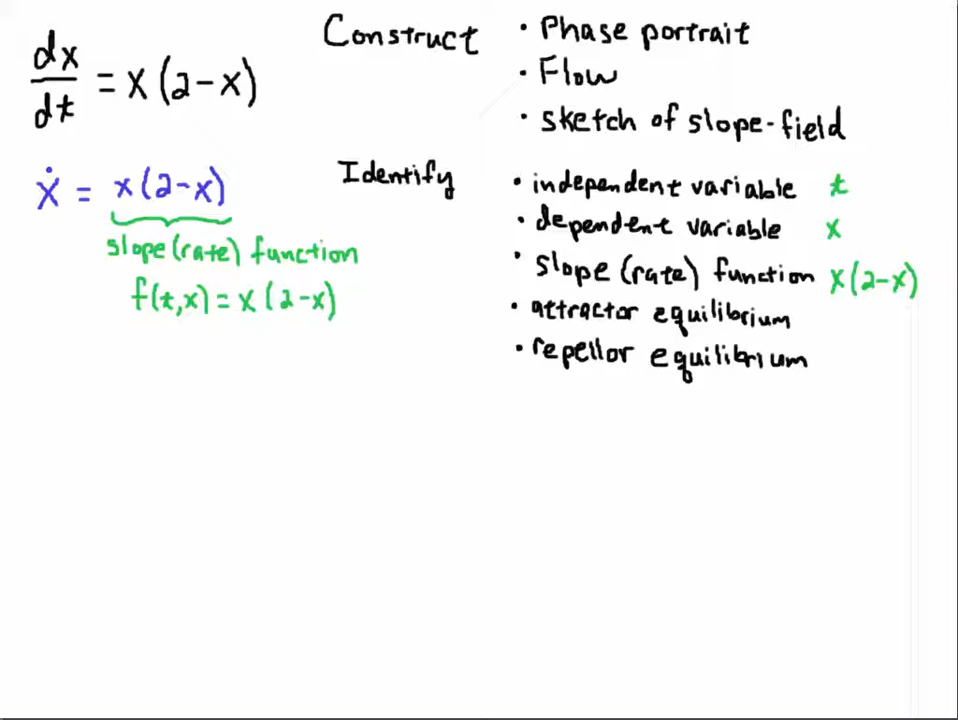 dx/dt = x(2-x)
Construct
• Phase portrait
• Flow
• sketch of slope-field
ẋ = x(2-x)
slope(rate) function
f(t,x) = x(2-x)
Identify
• independent variable t
• dependent variable x
• slope (rate) function x(2-x)
• attractor equilibrium
• repellor equilibrium